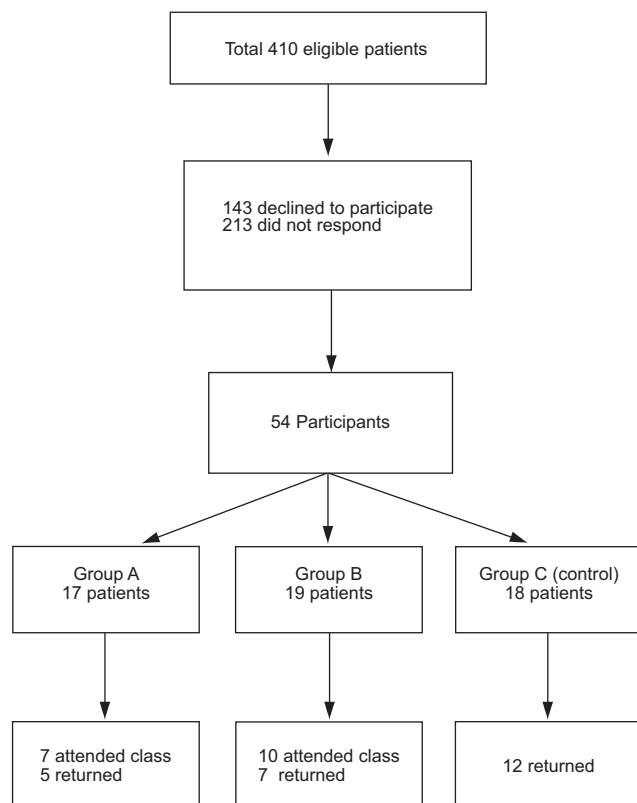 Total 410 eligible patients
143 declined to participate
213 did not respond
54 Participants
Group A
17 patients
Group B
19 patients
Group C (control)
18 patients
7 attended class
5 returned
10 attended class
7 returned
12 returned